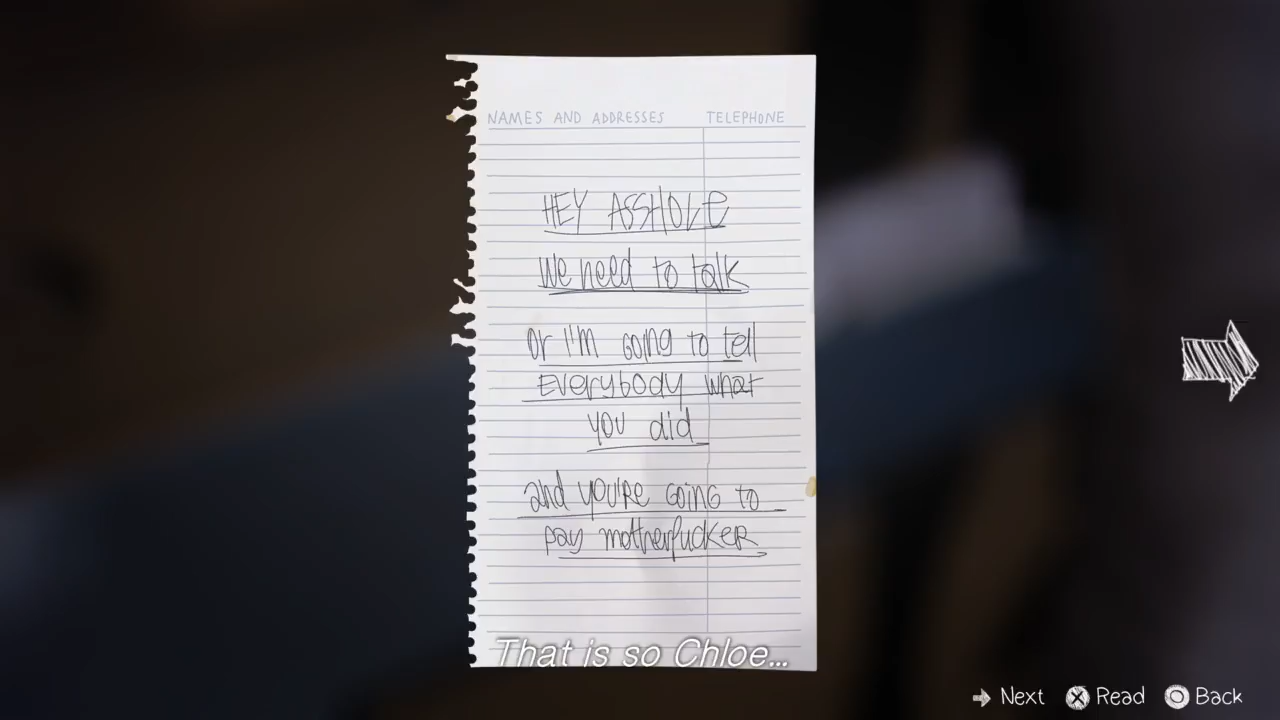 NAMES AND ADDRESSES TELEPHONE
HEY ASSHOLE
We need to talk
Or I'm going to tell
Everybody what
you did
and you're going to
pay motherfucker
That is so Chloe...
Next Read Back